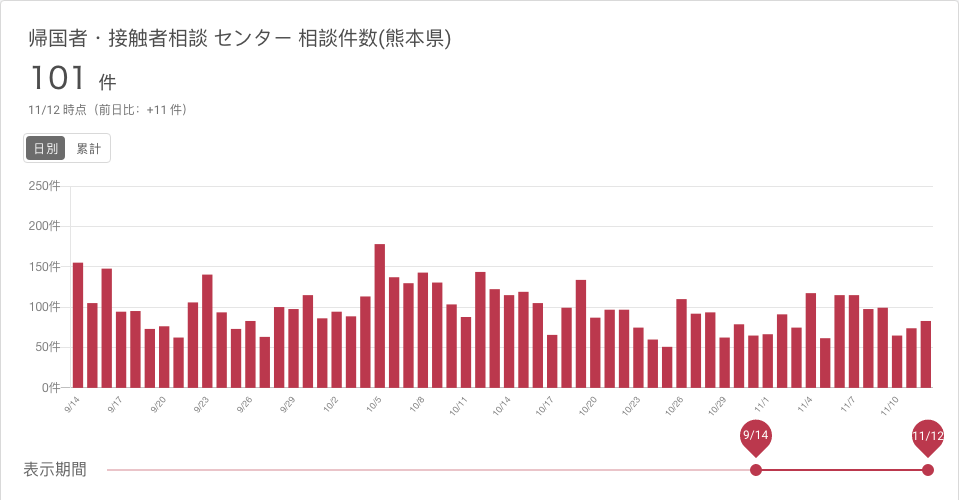 帰国者・接触者相談 センター 相談件数(熊本県)
101 件
11/12 時点（前日比：+11 件）
日別 累計
250件
200件
150件
100件
50件
0件
9/14 9/17 9/20 9/23 9/26 9/29 10/2 10/5 10/8 10/11 10/14 10/17 10/20 10/23 10/26 10/29 11/1 11/4 11/7 11/10
9/14 11/12
表示期間